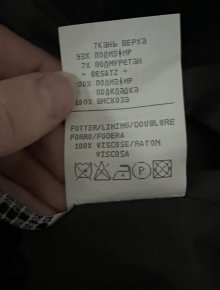 ТКАНЬ ВЕРХА
93% ПОЛИЭФИР
7% ПОЛИУРЕТАН
" BESATZ "
00% ПОЛИЭФИР
ПОДКЛАДКА
100% ВИСКОЗА
FUTTER/LINING/DOUBLURE
FORRO/FODERA
100% VISCOSE/RAYON
VISCOSA
P